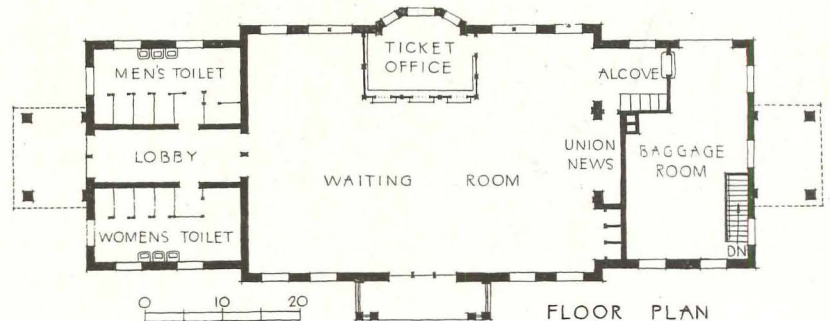 TICKET
OFFICE
MEN'S TOILET
ALCOVE
LOBBY
UNION
NEWS
BAGGAGE
ROOM
WAITING ROOM
WOMENS TOILET
DN
0 10 20
FLOOR PLAN